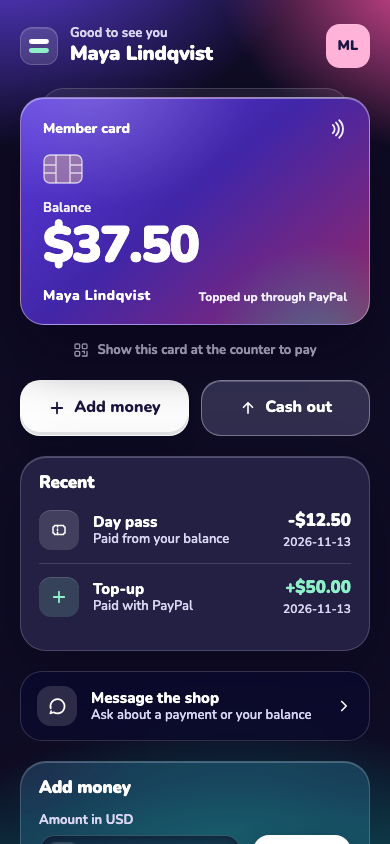 Good to see you
Maya Lindqvist
ML
Member card
Balance
$37.50
Maya Lindqvist
Topped up through PayPal
Show this card at the counter to pay
Add money
Cash out
Recent
Day pass
-$12.50
Paid from your balance
2026-11-13
Top-up
+$50.00
Paid with PayPal
2026-11-13
Message the shop
Ask about a payment or your balance
Add money
Amount in USD